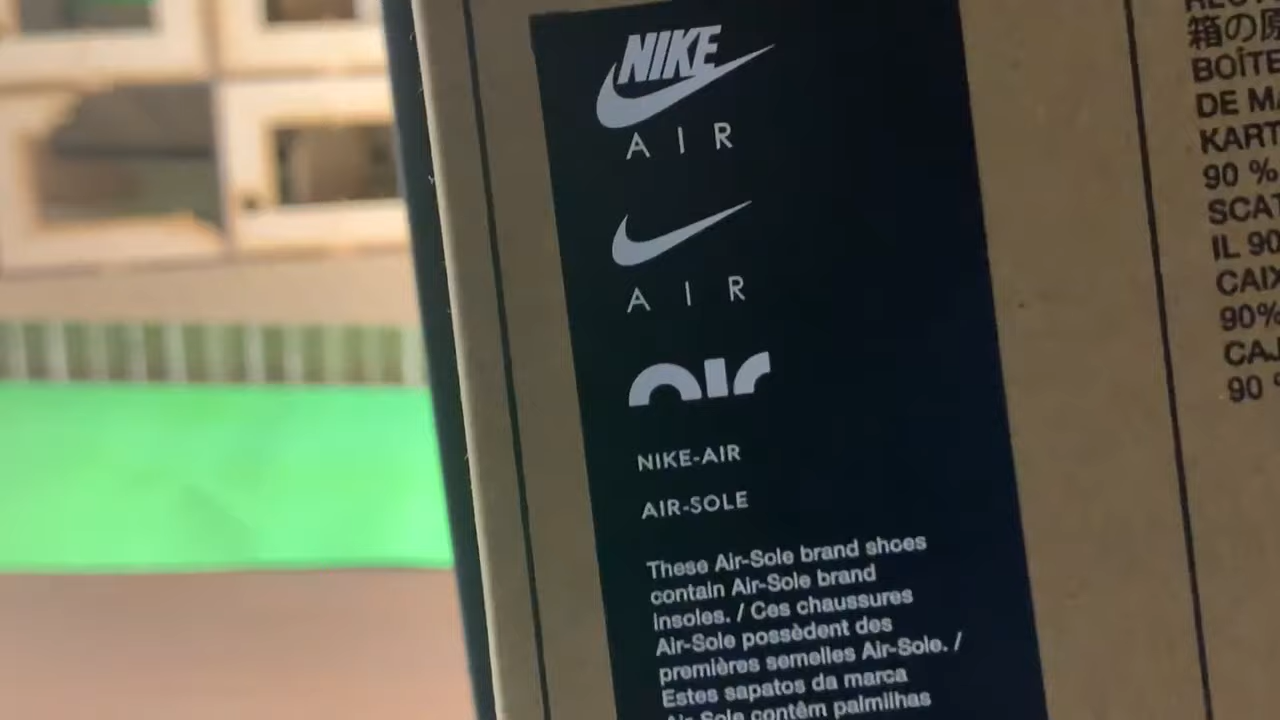 NIKE
AIR
AIR
air
NIKE-AIR
AIR-SOLE
These Air-Sole brand shoes
contain Air-Sole brand
insoles. / Ces chaussures
Air-Sole possèdent des
premières semelles Air-Sole. /
Estes sapatos da marca
Air-Sole contêm palmilhas
箱の原
BOÎTE
DE MA
KART
90 %
SCAT
IL 90
CAIX
90%
CAJ
90 %